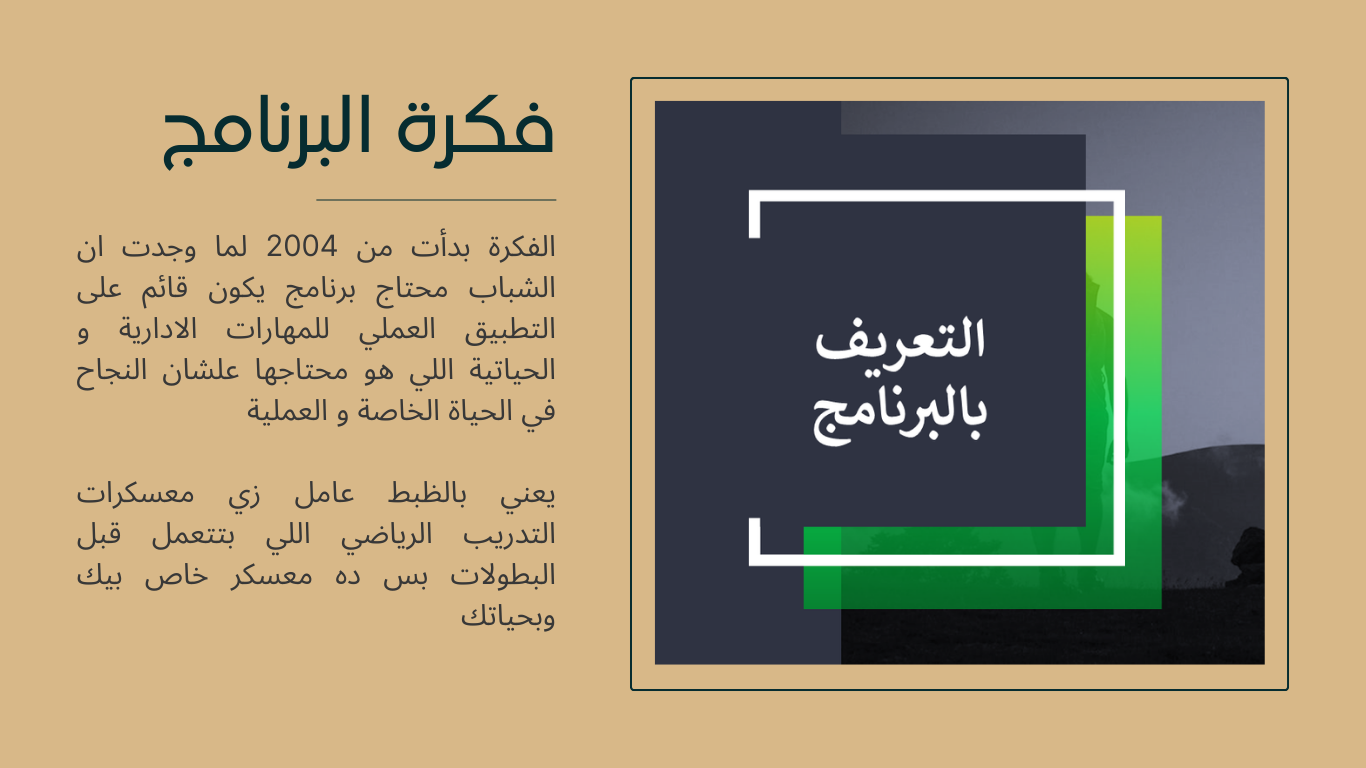 فكرة البرنامج
الفكرة بدأت من 2004 لما وجدت ان
الشباب محتاج برنامج يكون قائم على
التطبيق العملي للمهارات الادارية و
الحياتية اللي هو محتاجها علشان النجاح
في الحياة الخاصة و العملية
يعني بالظبط عامل زي معسكرات
التدريب الرياضي اللي بتتعمل قبل
البطولات بس ده معسكر خاص بيك
وبحياتك
التعريف
بالبرنامج